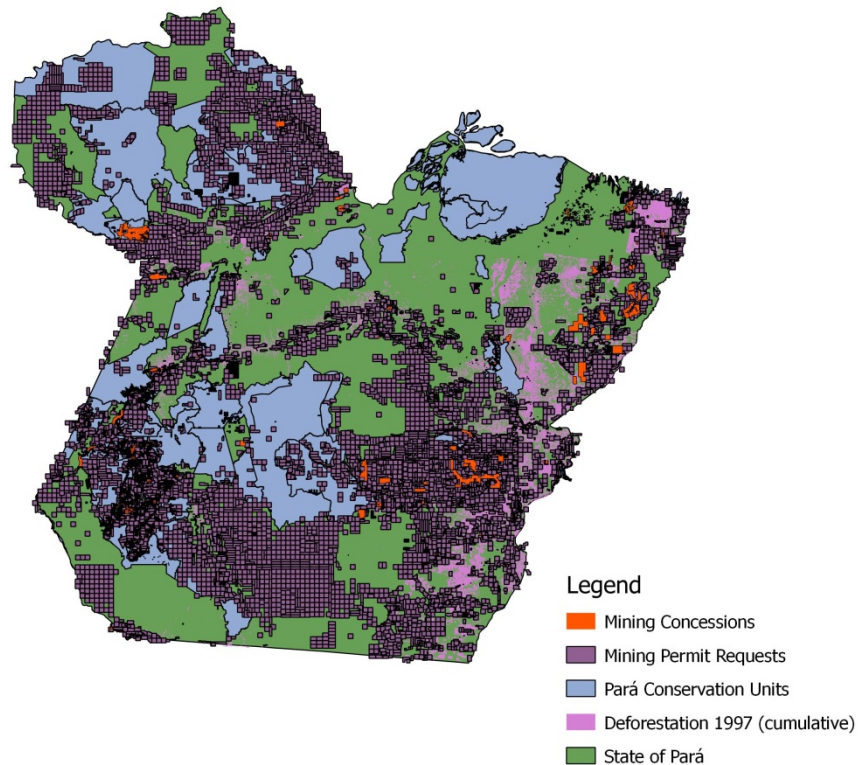 Legend
Mining Concessions
Mining Permit Requests
Pará Conservation Units
Deforestation 1997 (cumulative)
State of Pará